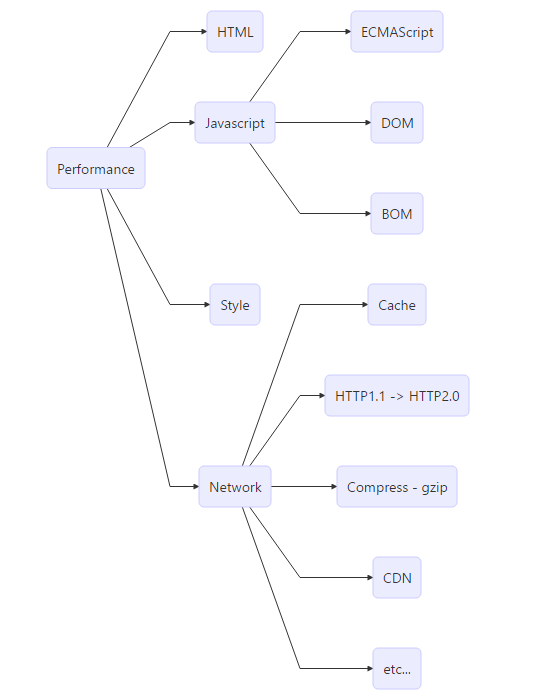 HTML
ECMAScript
Javascript
DOM
Performance
BOM
Style
Cache
HTTP1.1 -> HTTP2.0
Network
Compress - gzip
CDN
etc...